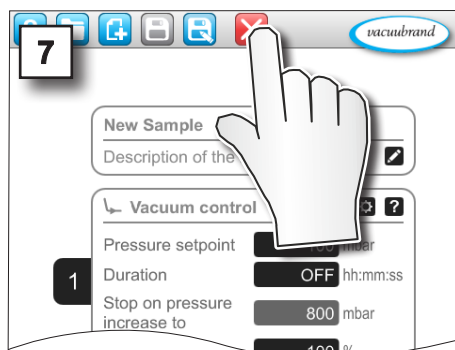 7
vacuubrand
New Sample
Description of the
Vacuum control ?
Pressure setpoint mbar
1
Duration OFF hh:mm:ss
Stop on pressure
increase to 800 mbar
100 %